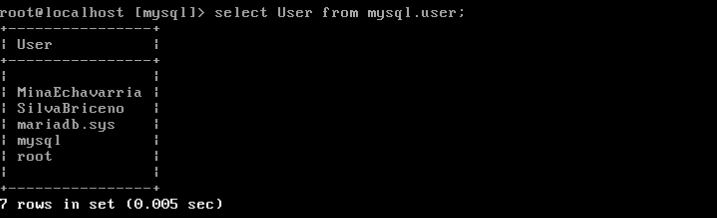 root@localhost [mysql]> select User from mysql.user;
+----------------+
| User           |
+----------------+
|                |
| MinaEchavarria |
| SilvaBriceno   |
| mariadb.sys    |
| mysql          |
| root           |
|                |
+----------------+
7 rows in set (0.005 sec)